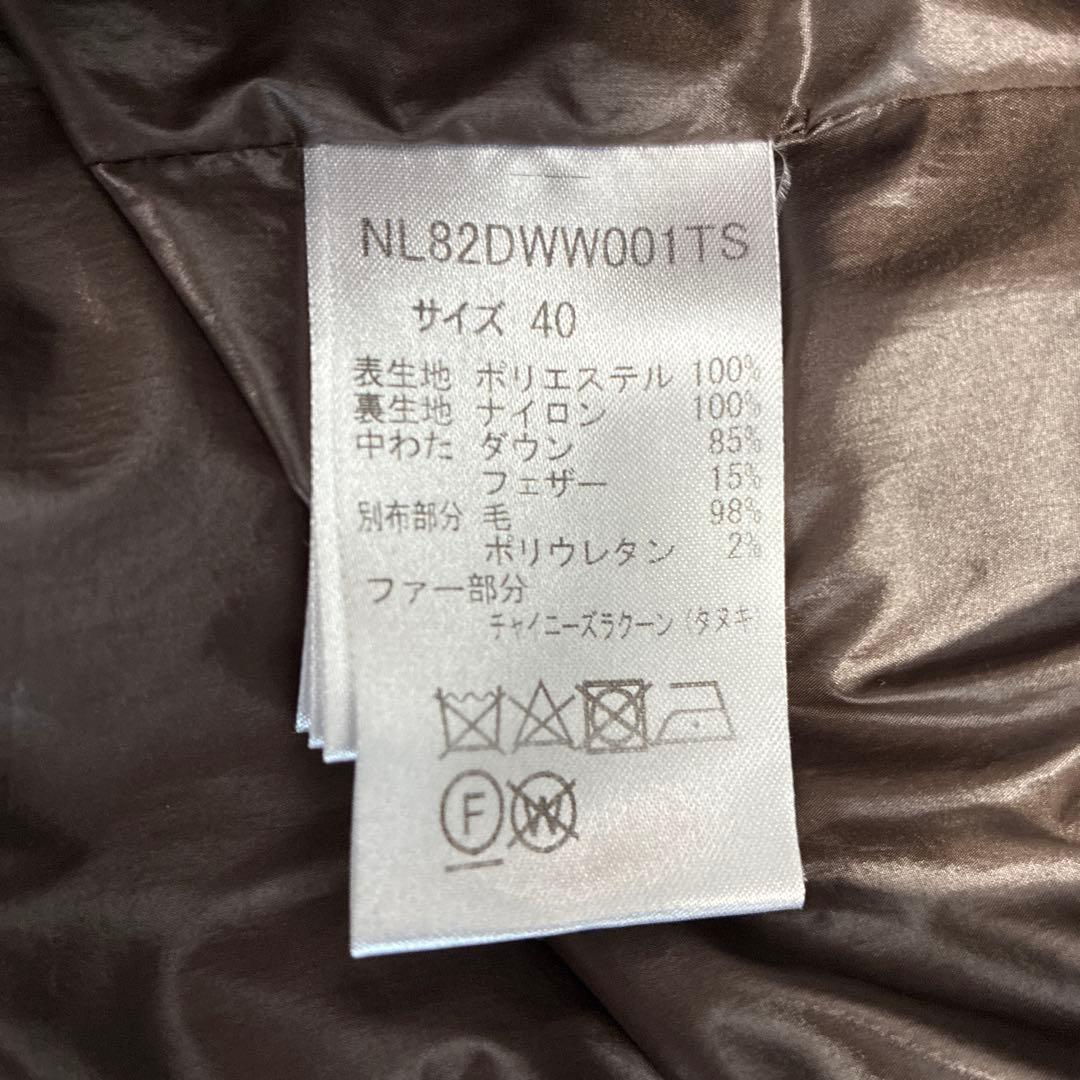 NL82DWW001TS
サイズ 40
表生地 ポリエステル 100%
裏生地 ナイロン 100%
中わた ダウン 85%
フェザー 15%
別布部分 毛 98%
ポリウレタン 2%
ファー部分
チャイニーズラクーン(タヌキ
F W